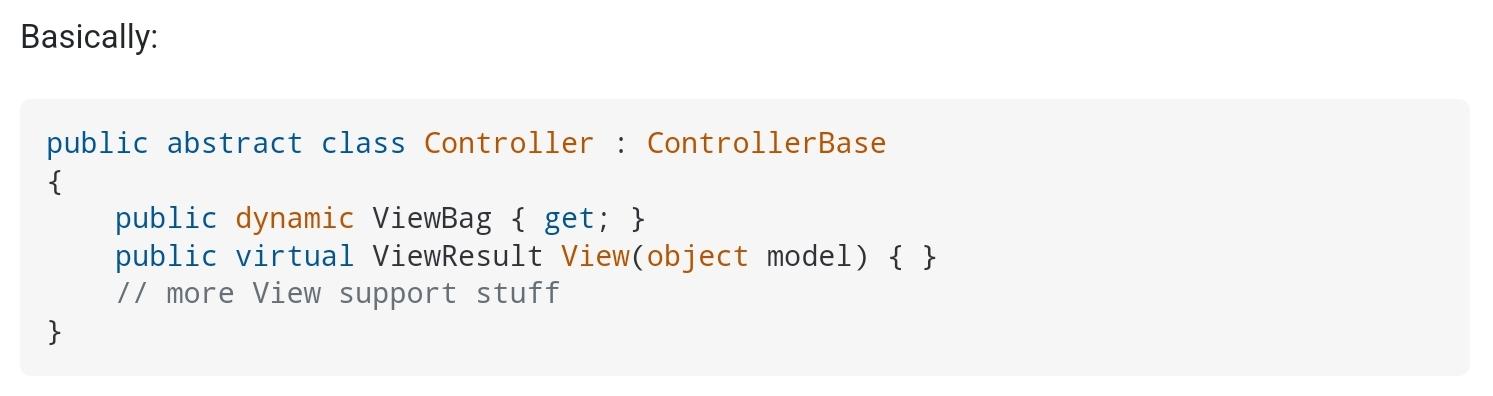 Basically:
public abstract class Controller : ControllerBase
{
    public dynamic ViewBag { get; }
    public virtual ViewResult View(object model) { }
    // more View support stuff
}